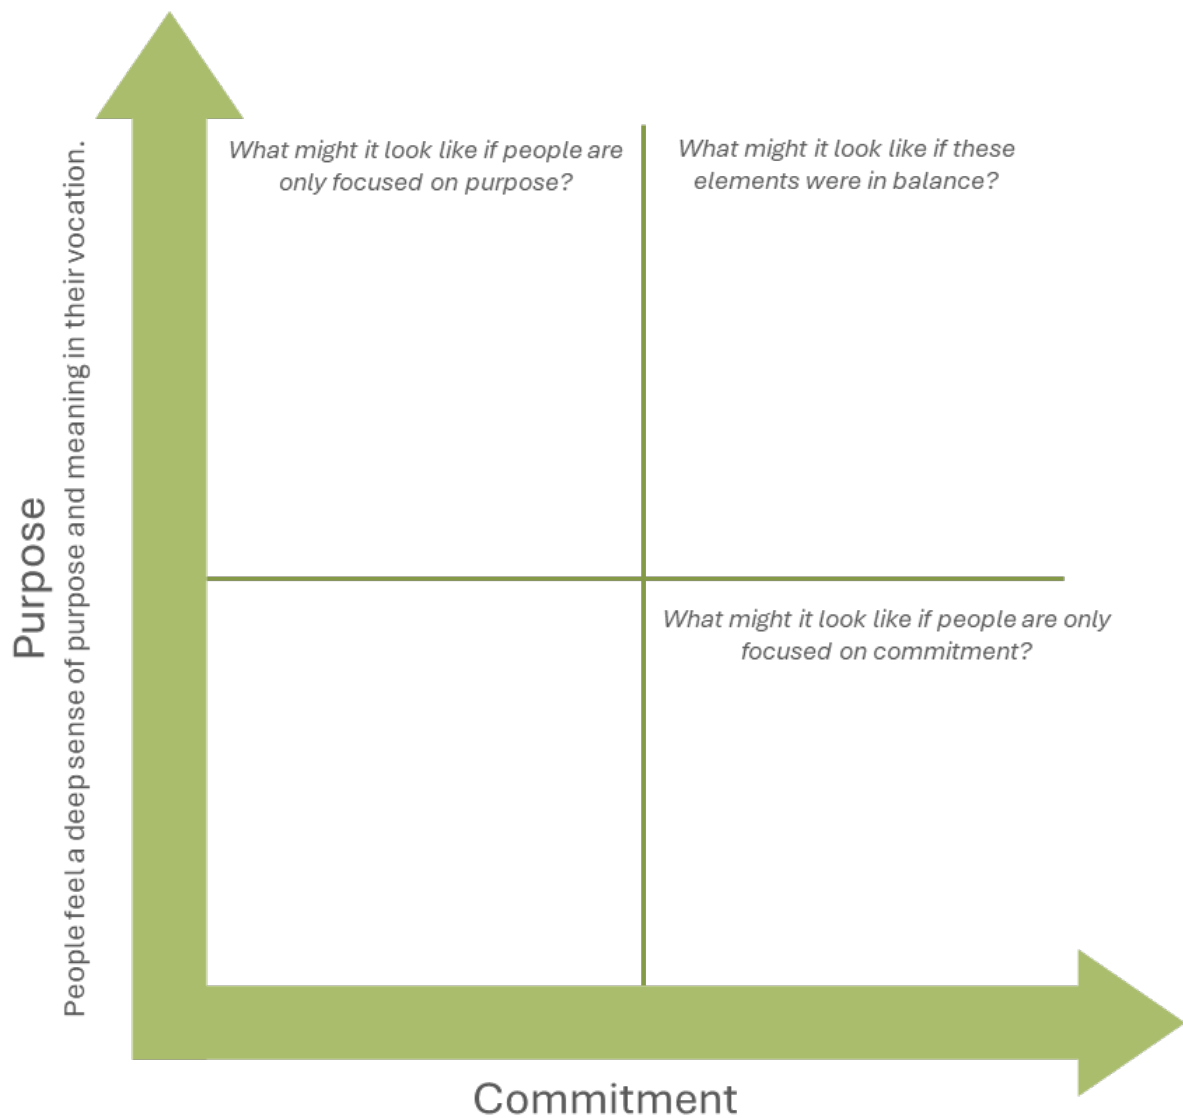 What might it look like if people are
only focused on purpose?
What might it look like if these
elements were in balance?
Purpose
People feel a deep sense of purpose and meaning in their vocation.
What might it look like if people are only
focused on commitment?
Commitment